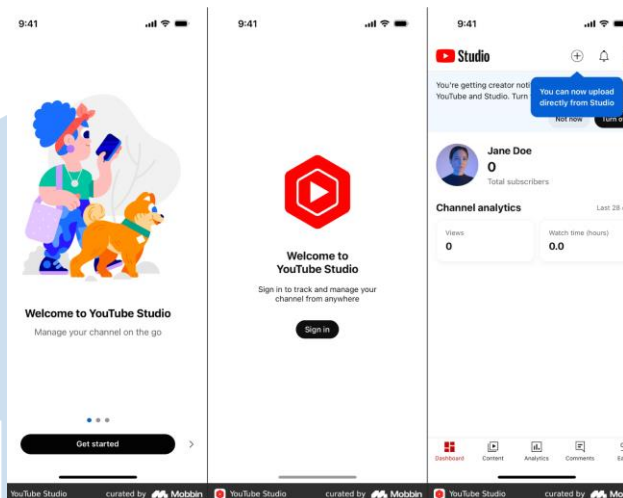 9:41
Welcome to YouTube Studio
Manage your channel on the go
Get started
YouTube Studio
curated by Mobbin
9:41
Welcome to
YouTube Studio
Sign in to track and manage your
channel from anywhere
Sign in
YouTube Studio
curated by Mobbin
9:41
Studio
You're getting creator
YouTube and Studio. Turn
You can now upload
directly from Studio
Not now
Turn
Jane Doe
0
Total subscribers
Channel analytics
Last 28
Views
0
Watch time (hours)
0.0
Dashboard
Content
Analytics
Comments
YouTube Studio
curated by